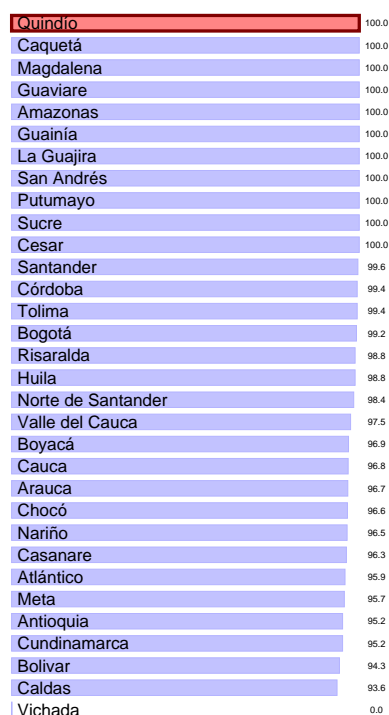 Quindío 100.0
Caquetá 100.0
Magdalena 100.0
Guaviare 100.0
Amazonas 100.0
Guainía 100.0
La Guajira 100.0
San Andrés 100.0
Putumayo 100.0
Sucre 100.0
Cesar 100.0
Santander 99.6
Córdoba 99.4
Tolima 99.4
Bogotá 99.2
Risaralda 98.8
Huila 98.8
Norte de Santander 98.4
Valle del Cauca 97.5
Boyacá 96.9
Cauca 96.8
Arauca 96.7
Chocó 96.6
Nariño 96.5
Casanare 96.3
Atlántico 95.9
Meta 95.7
Antioquia 95.2
Cundinamarca 95.2
Bolivar 94.3
Caldas 93.6
Vichada 0.0